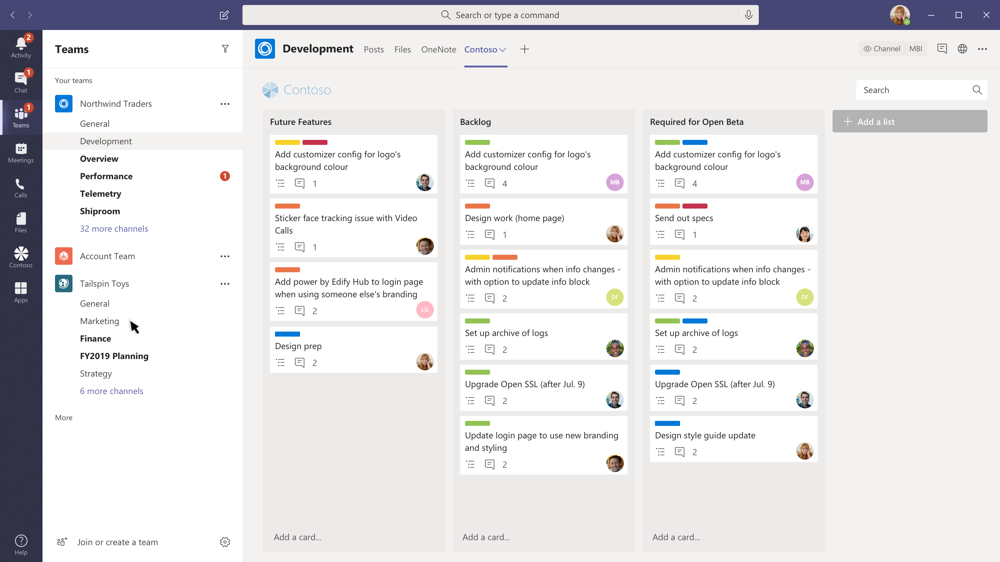 Search or type a command
2
Activity
1
Chat
1
Teams
Meetings
Calls
Files
Contoso
Apps
Help
Teams
Your teams
Northwind Traders
General
Development
Overview
Performance
1
Telemetry
Shiproom
32 more channels
Account Team
Tailspin Toys
General
Marketing
Finance
FY2019 Planning
Strategy
6 more channels
More
Join or create a team
Development
Posts
Files
OneNote
Contoso
Channel
MBI
Contoso
Search
Future Features
Add customizer config for logo's
background colour
1
Sticker face tracking issue with Video
Calls
1
Add power by Edify Hub to login page
when using someone else's branding
2
LG
Design prep
2
Add a card...
Backlog
Add customizer config for logo's
background colour
4
MB
Design work (home page)
1
Admin notifications when info changes -
with option to update info block
2
DF
Set up archive of logs
2
Upgrade Open SSL (after Jul. 9)
2
Update login page to use new branding
and styling
2
Add a card...
Required for Open Beta
Add customizer config for logo's
background colour
4
MB
Send out specs
1
Admin notifications when info changes -
with option to update info block
2
DF
Set up archive of logs
2
Upgrade Open SSL (after Jul. 9)
2
Design style guide update
2
Add a card...
Add a list